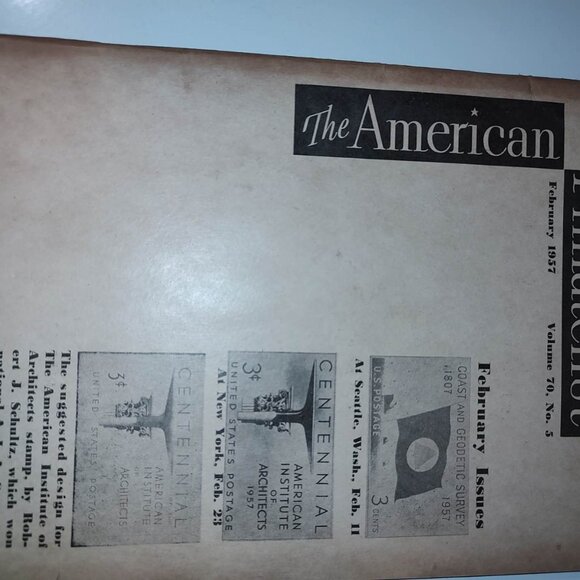 The American
Philatelist
February 1957 Volume 70, No. 5
February Issues
COAST AND GEODETIC SURVEY
1807 1957
U.S. POSTAGE 3 CENTS
At Seattle, Wash., Feb. 11
CENTENNIAL
3¢
AMERICAN
INSTITUTE
OF
ARCHITECTS
1957
UNITED STATES POSTAGE
At New York, Feb. 23
CENTENNIAL
3¢
AMERICAN
INSTITUTE
OF
ARCHITECTS
UNITED STATES POSTAGE
The suggested design for
The American Institute of
Architects stamp, by Rob-
ert J. Schultz, which won